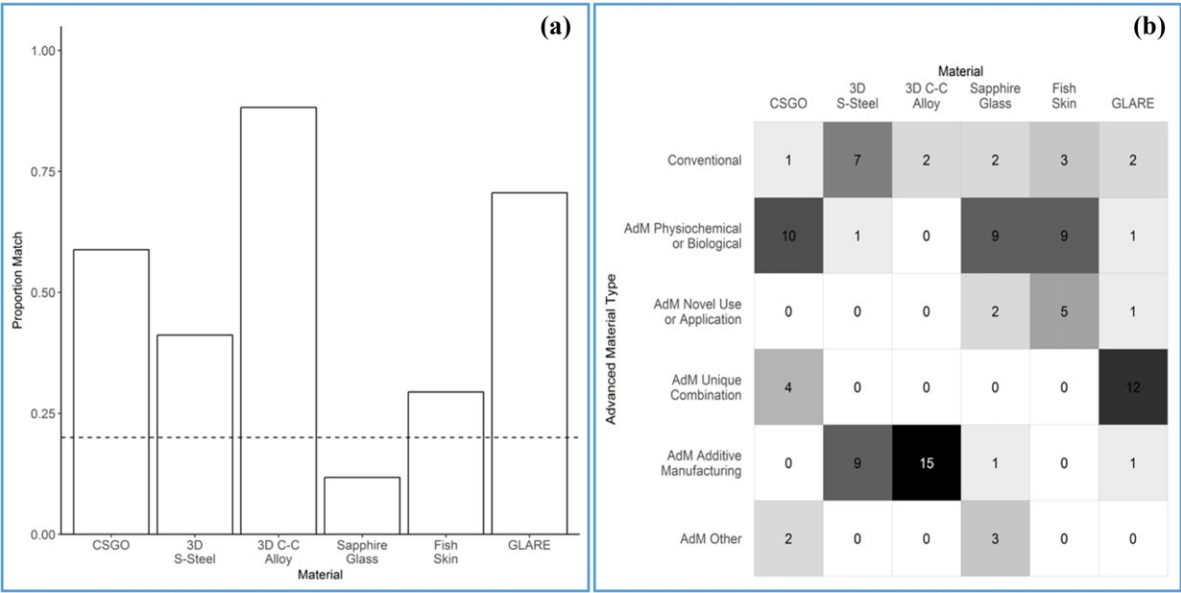 (a)
1.00
0.75
0.50
0.25
0.00
Proportion Match
CSGO
3D
S-Steel
3D C-C
Alloy
Sapphire
Glass
Fish
Skin
GLARE
Material
(b)
Material
CSGO
3D
S-Steel
3D C-C
Alloy
Sapphire
Glass
Fish
Skin
GLARE
Advanced Material Type
Conventional
1 7 2 2 3 2
AdM Physiochemical
or Biological
10 1 0 9 9 1
AdM Novel Use
or Application
0 0 0 2 5 1
AdM Unique
Combination
4 0 0 0 0 12
AdM Additive
Manufacturing
0 9 15 1 0 1
AdM Other
2 0 0 3 0 0